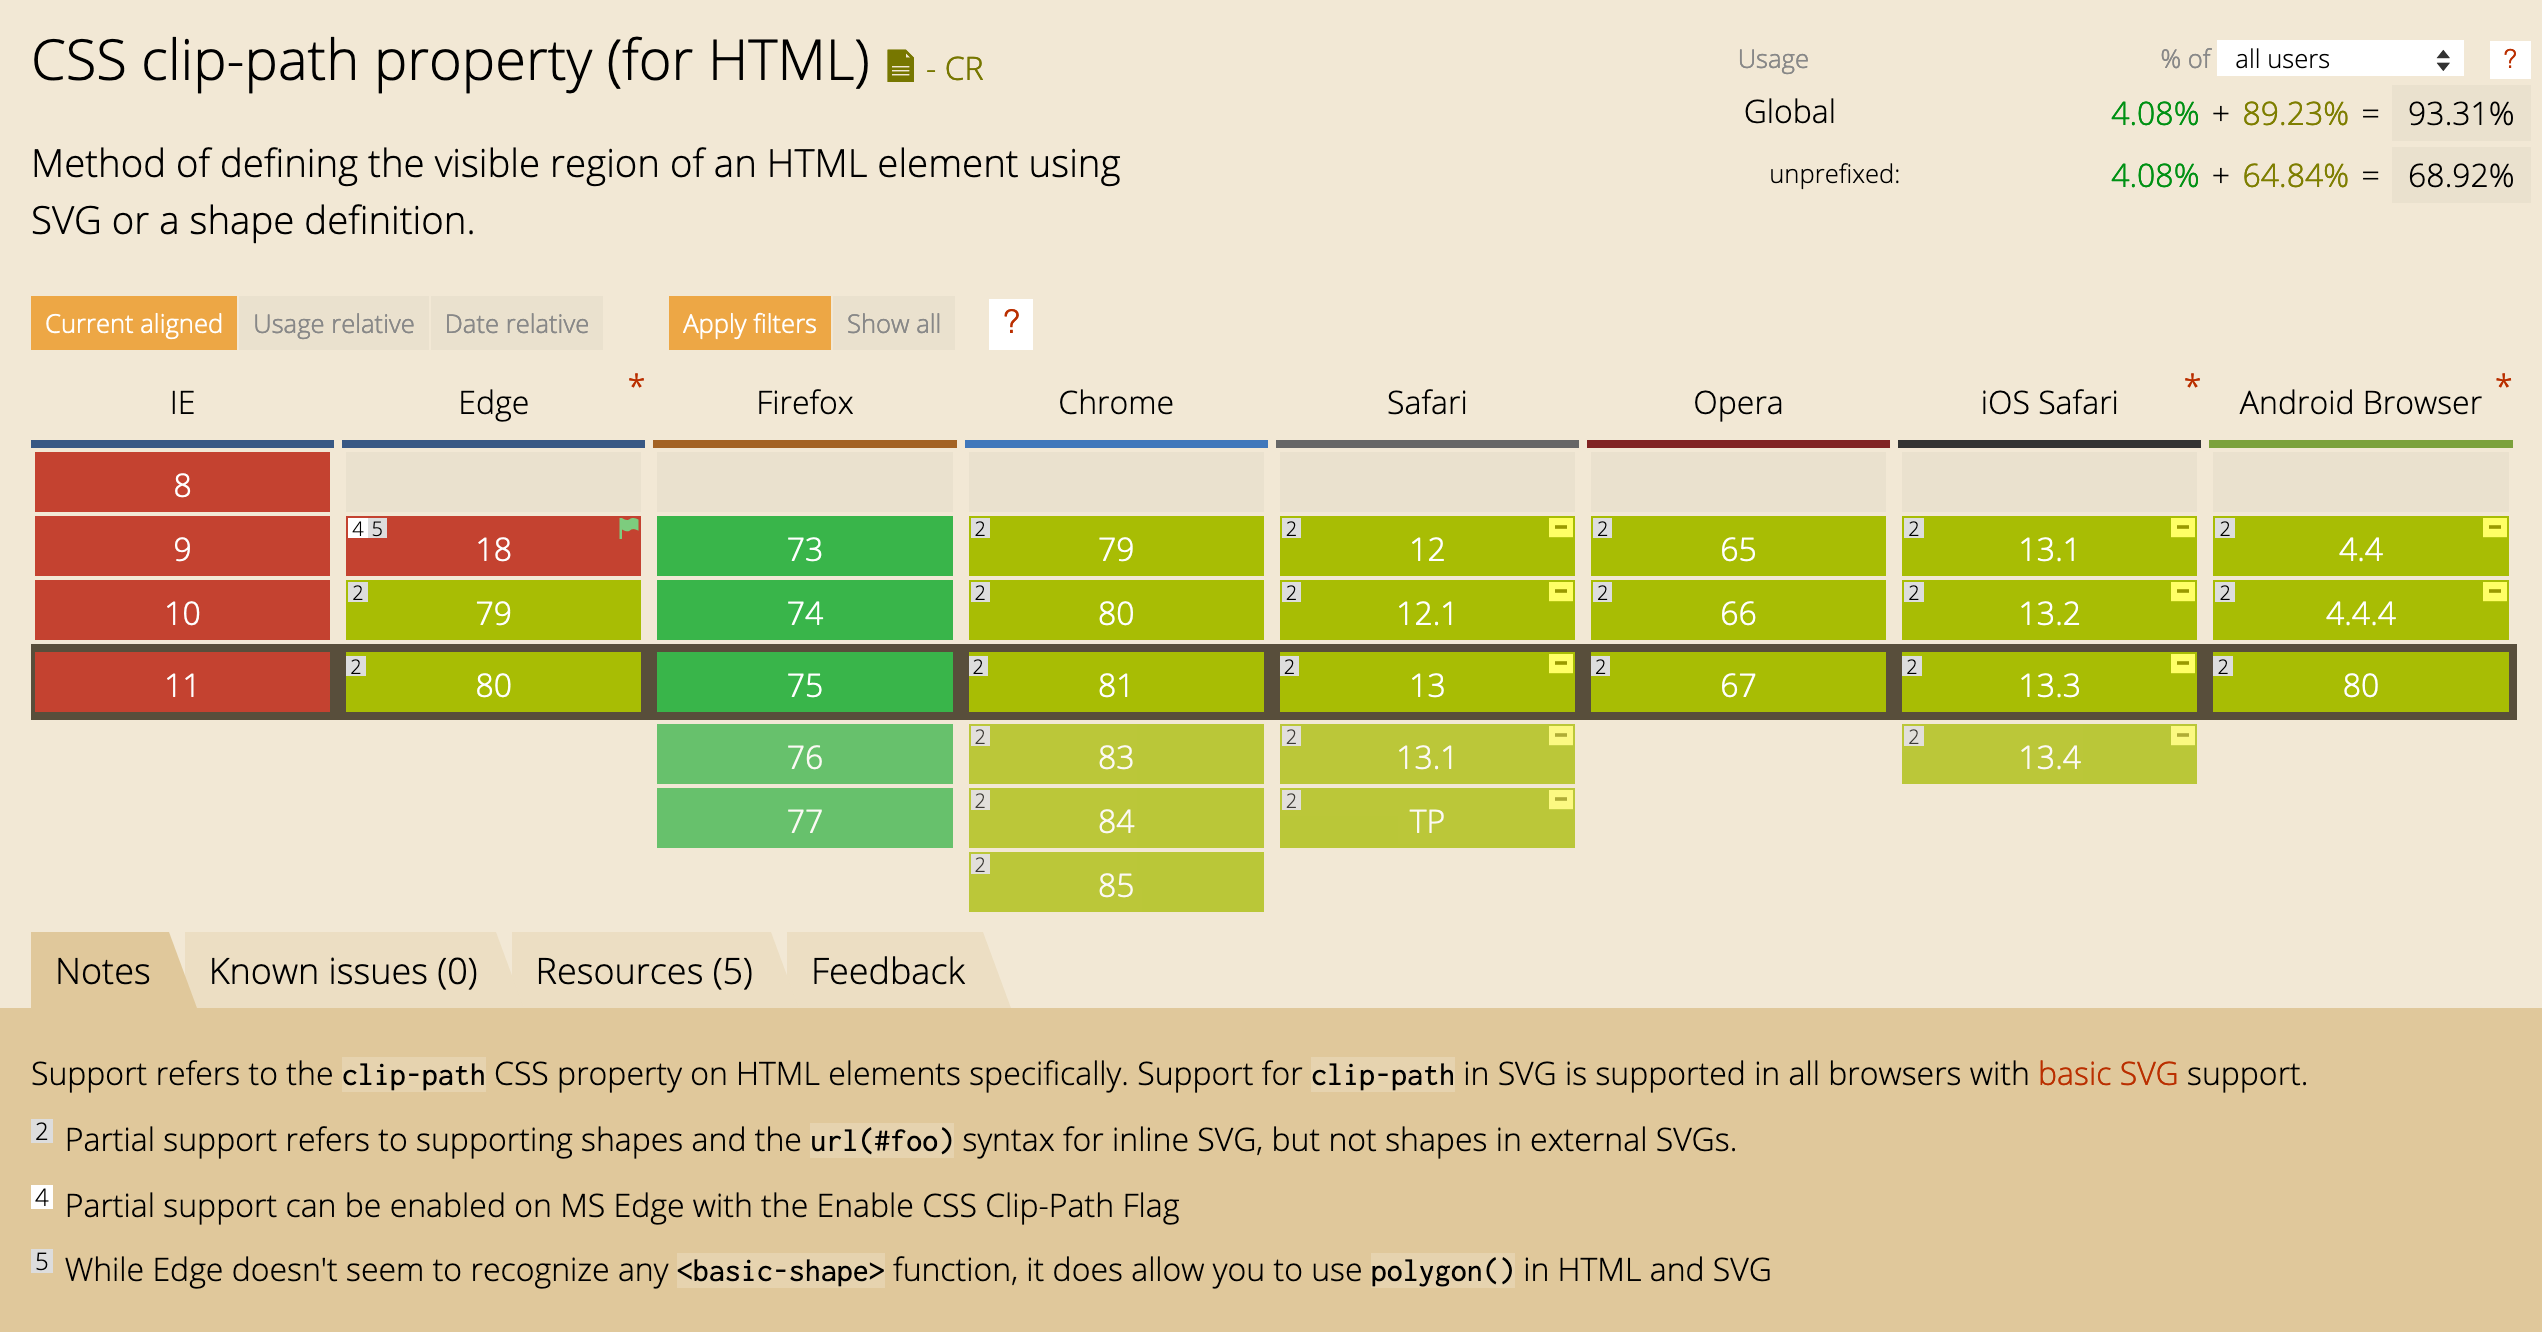 CSS clip-path property (for HTML) - CR
Usage % of all users ?
Global 4.08% + 89.23% = 93.31%
unprefixed: 4.08% + 64.84% = 68.92%
Method of defining the visible region of an HTML element using
SVG or a shape definition.
Current aligned Usage relative Date relative Apply filters Show all ?
IE Edge * Firefox Chrome Safari Opera iOS Safari * Android Browser *
8
9 4 5 18 73 2 79 2 12 2 65 2 13.1 2 4.4
10 2 79 74 2 80 2 12.1 2 66 2 13.2 2 4.4.4
11 2 80 75 2 81 2 13 2 67 2 13.3 2 80
76 2 83 2 13.1 2 13.4
77 2 84 2 TP
2 85
Notes Known issues (0) Resources (5) Feedback
Support refers to the clip-path CSS property on HTML elements specifically. Support for clip-path in SVG is supported in all browsers with basic SVG support.
2 Partial support refers to supporting shapes and the url(#foo) syntax for inline SVG, but not shapes in external SVGs.
4 Partial support can be enabled on MS Edge with the Enable CSS Clip-Path Flag
5 While Edge doesn't seem to recognize any <basic-shape> function, it does allow you to use polygon() in HTML and SVG